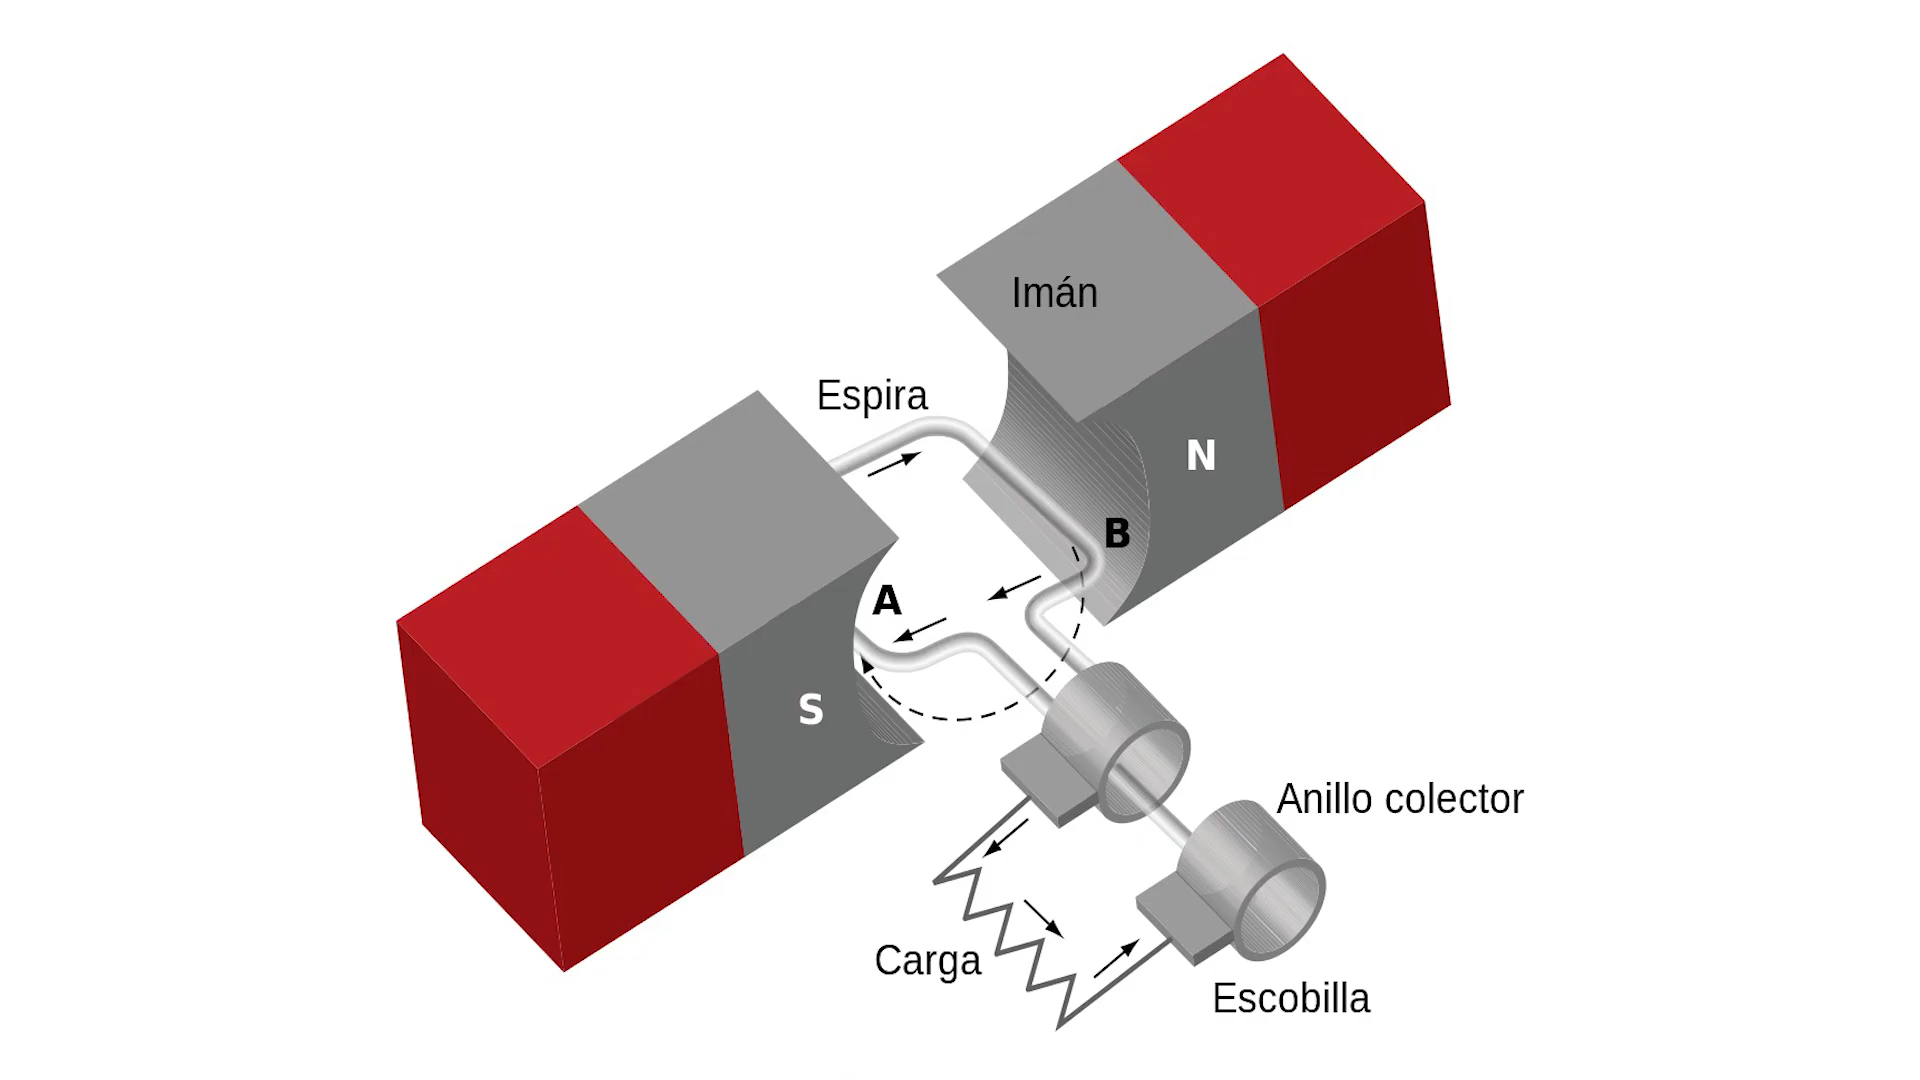 Imán
Espira
N
B
A
S
Anillo colector
Carga
Escobilla